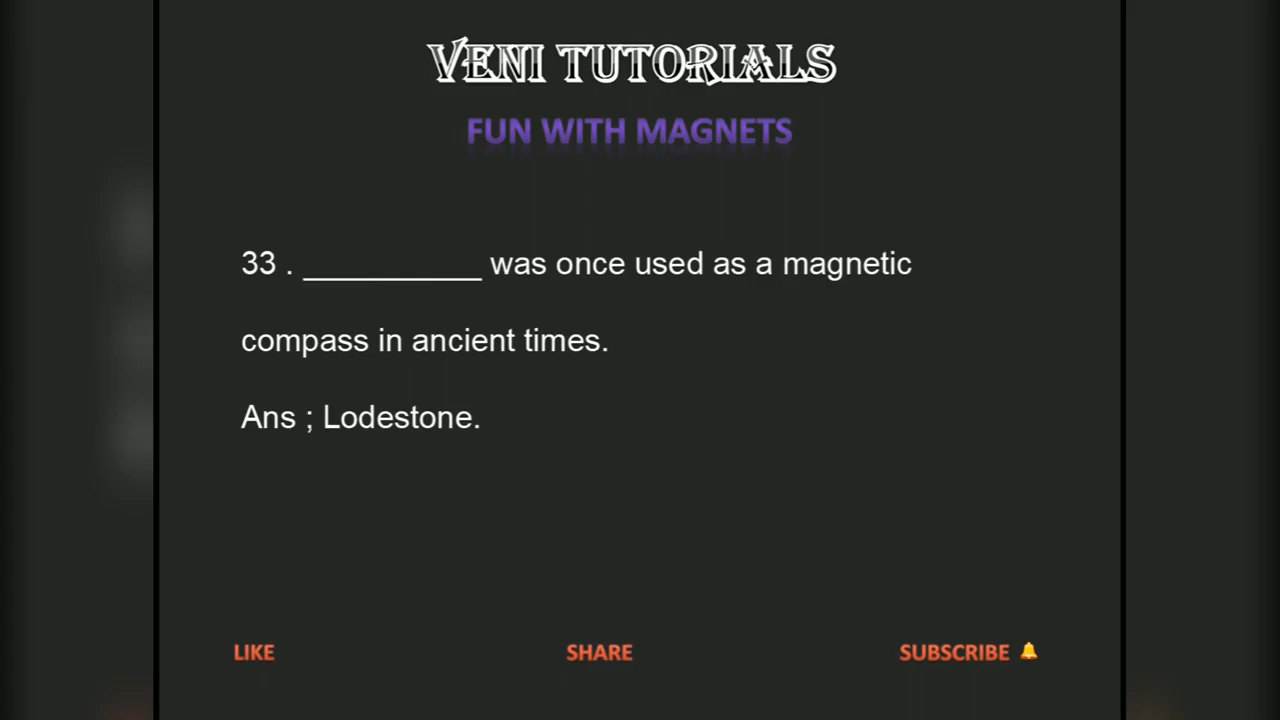 VENI TUTORIALS
FUN WITH MAGNETS
33 . __________ was once used as a magnetic
compass in ancient times.
Ans ; Lodestone.
LIKE SHARE SUBSCRIBE 🔔